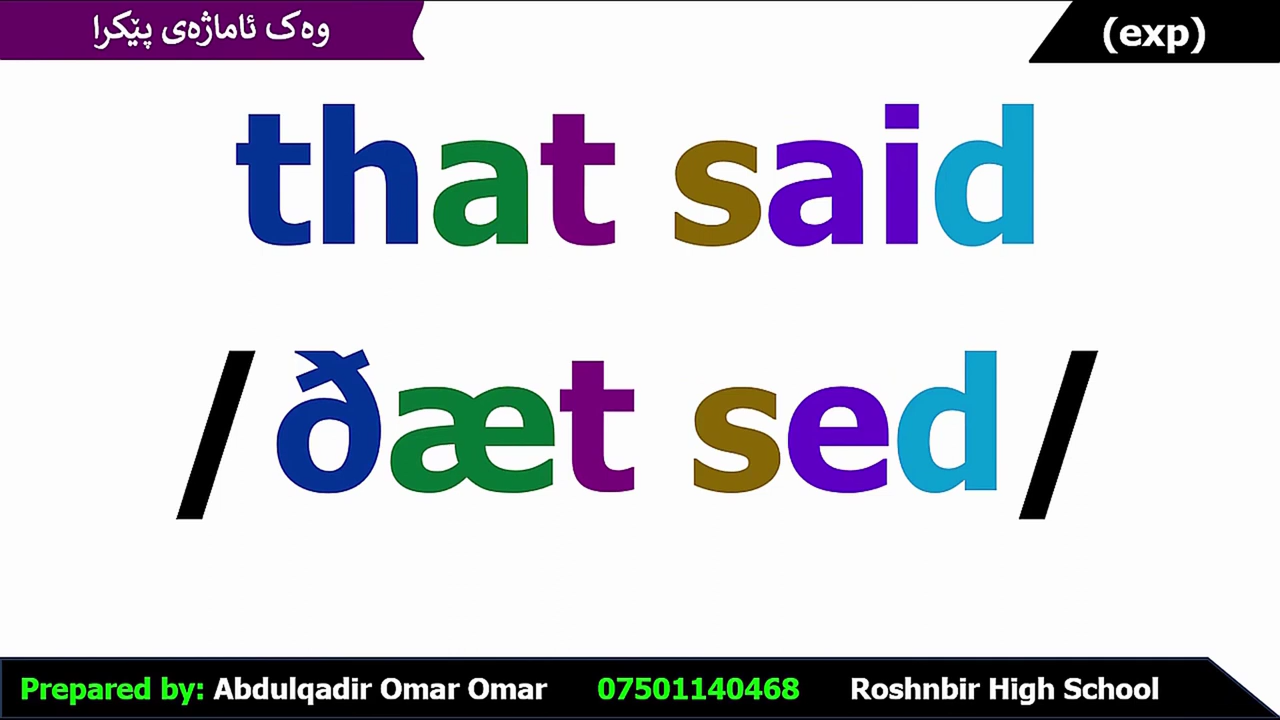 وەک ئاماژەی پێکرا
(exp)
that said
/ðæt sed/
Prepared by: Abdulqadir Omar Omar 07501140468 Roshnbir High School